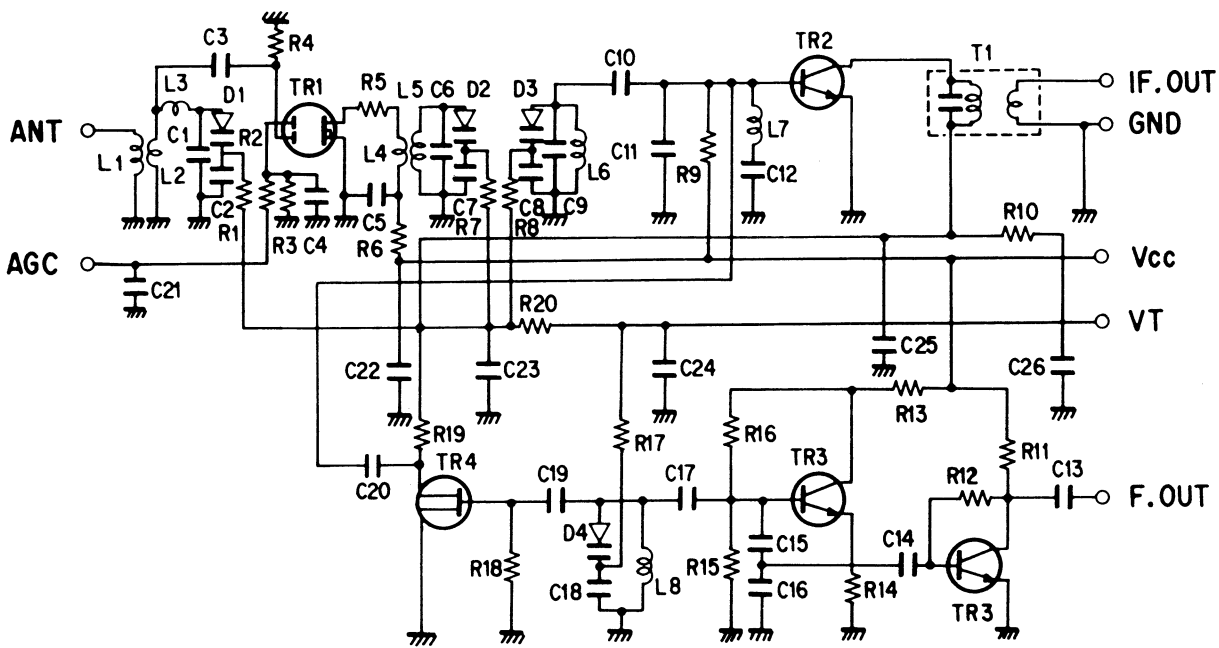 C3
R4
TR2
T1
L3
D1
TR1
R5
L5
C6
D2
D3
C10
IF.OUT
ANT
R2
GND
L1
C1
L2
L4
L6
C11
R9
L7
C12
C2
R1
R3
C4
C5
R6
C7
R7
C8
R8
C9
R10
AGC
Vcc
C21
R20
VT
C22
C23
C24
C25
C26
R13
R19
R17
R16
R11
TR4
TR3
R12
C13
C20
C19
C17
F.OUT
D4
C15
C14
R18
C18
L8
R15
C16
R14
TR3